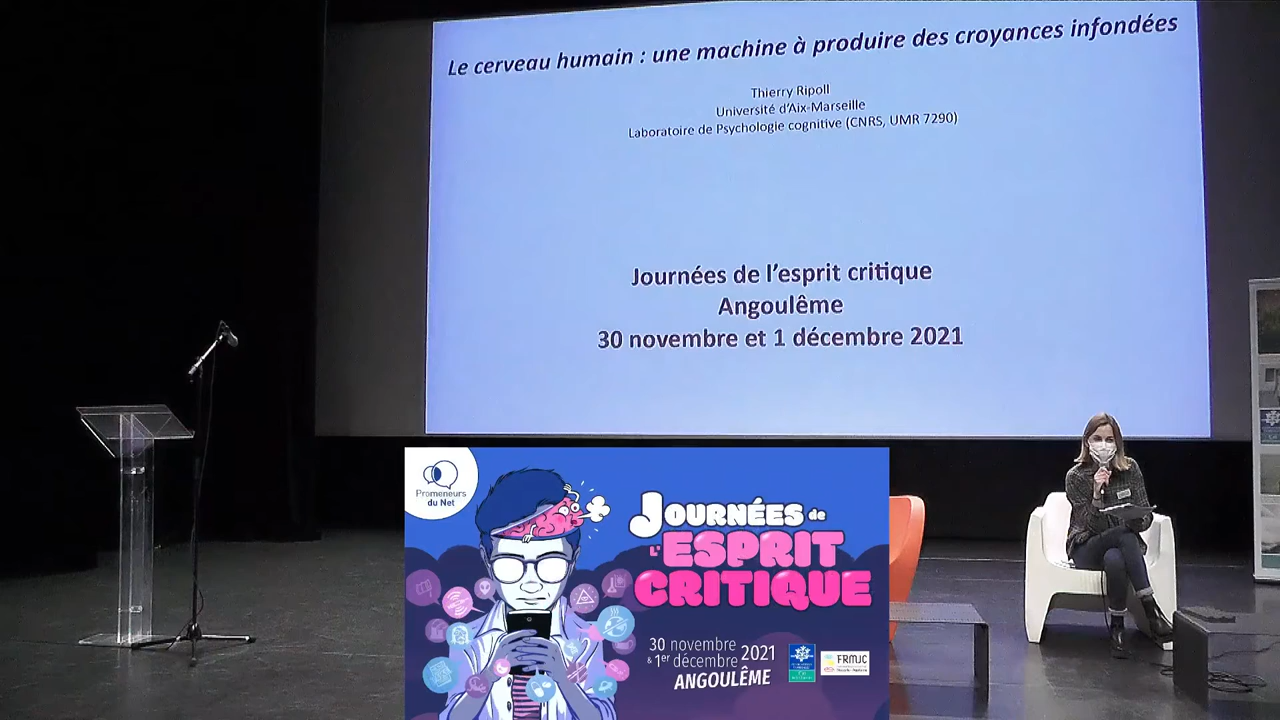 Le cerveau humain : une machine à produire des croyances infondées
Thierry Ripoll
Université d'Aix-Marseille
Laboratoire de Psychologie cognitive (CNRS, UMR 7290)
Journées de l'esprit critique
Angoulême
30 novembre et 1 décembre 2021
Promeneurs
du Net
JOURNÉES de
L'ESPRIT
CRITIQUE
30 novembre
& 1er décembre 2021
ANGOULÊME
FRMJC